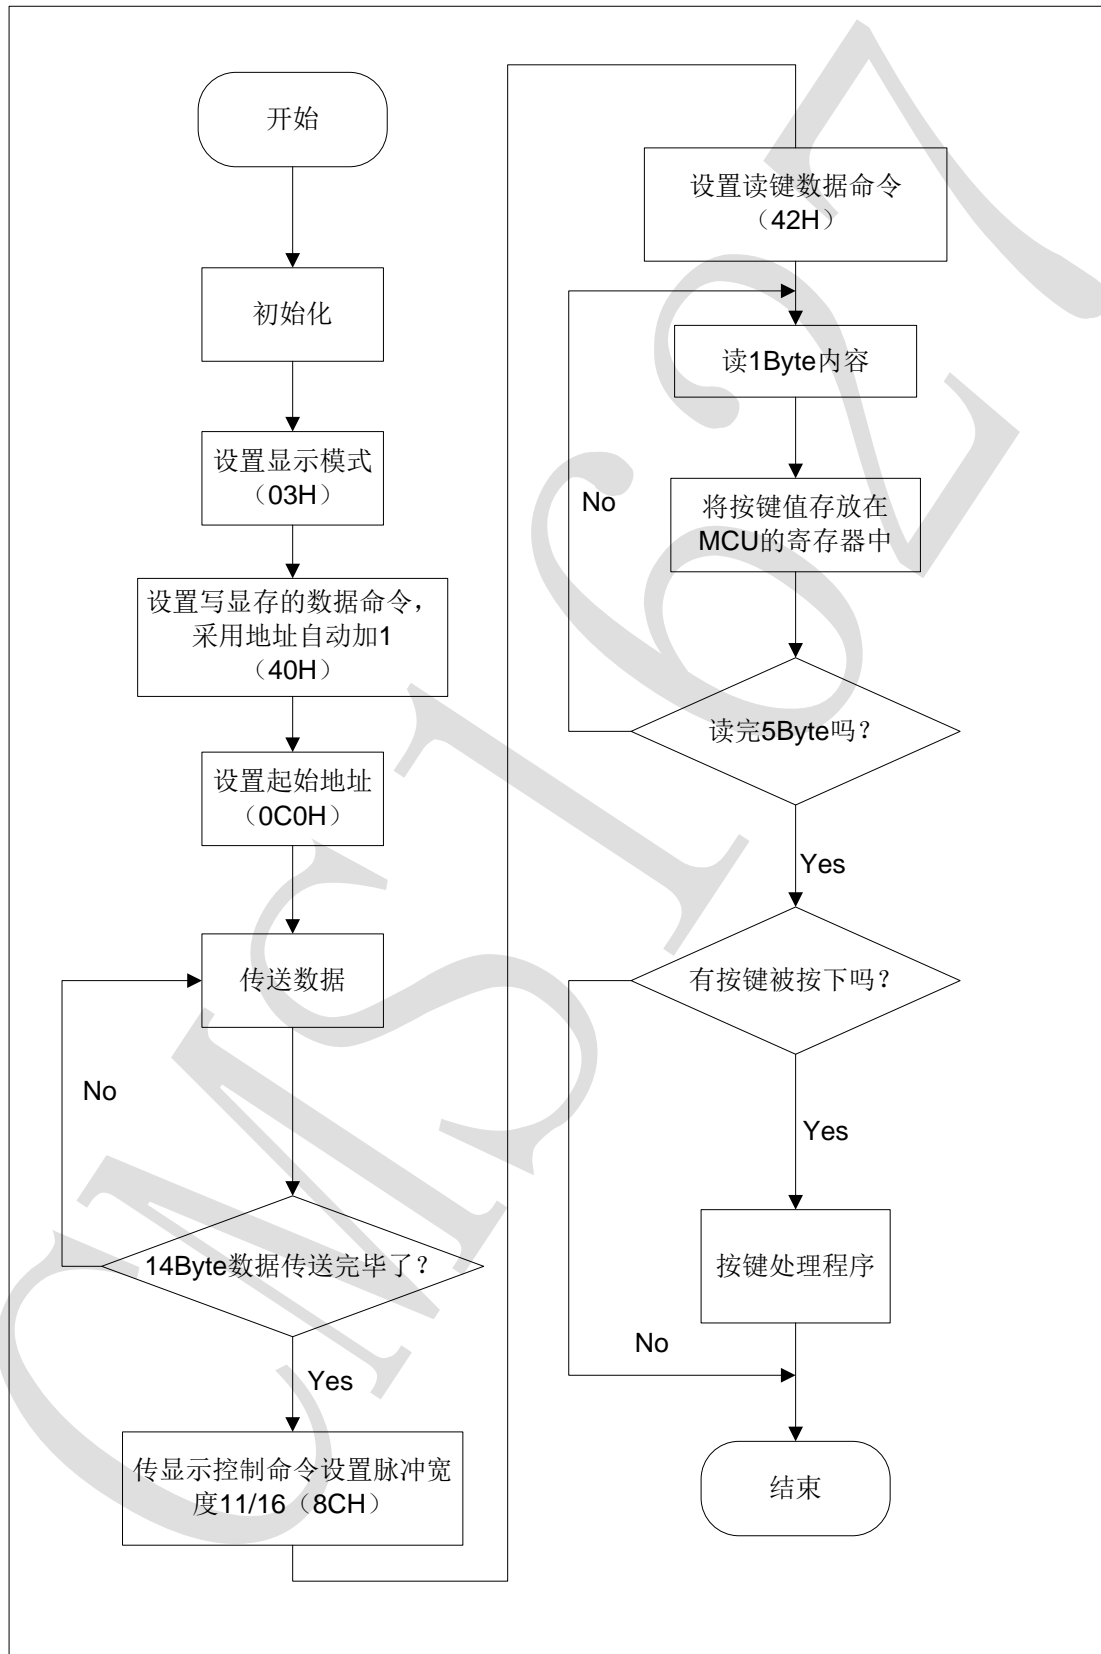 开始
初始化
设置显示模式
（03H）
设置写显存的数据命令，
采用地址自动加1
（40H）
设置起始地址
（0C0H）
传送数据
No
14Byte数据传送完毕了？
Yes
传显示控制命令设置脉冲宽
度11/16（8CH）
设置读键数据命令
（42H）
读1Byte内容
No
将按键值存放在
MCU的寄存器中
读完5Byte吗？
Yes
有按键被按下吗？
Yes
按键处理程序
No
结束
CMS1627